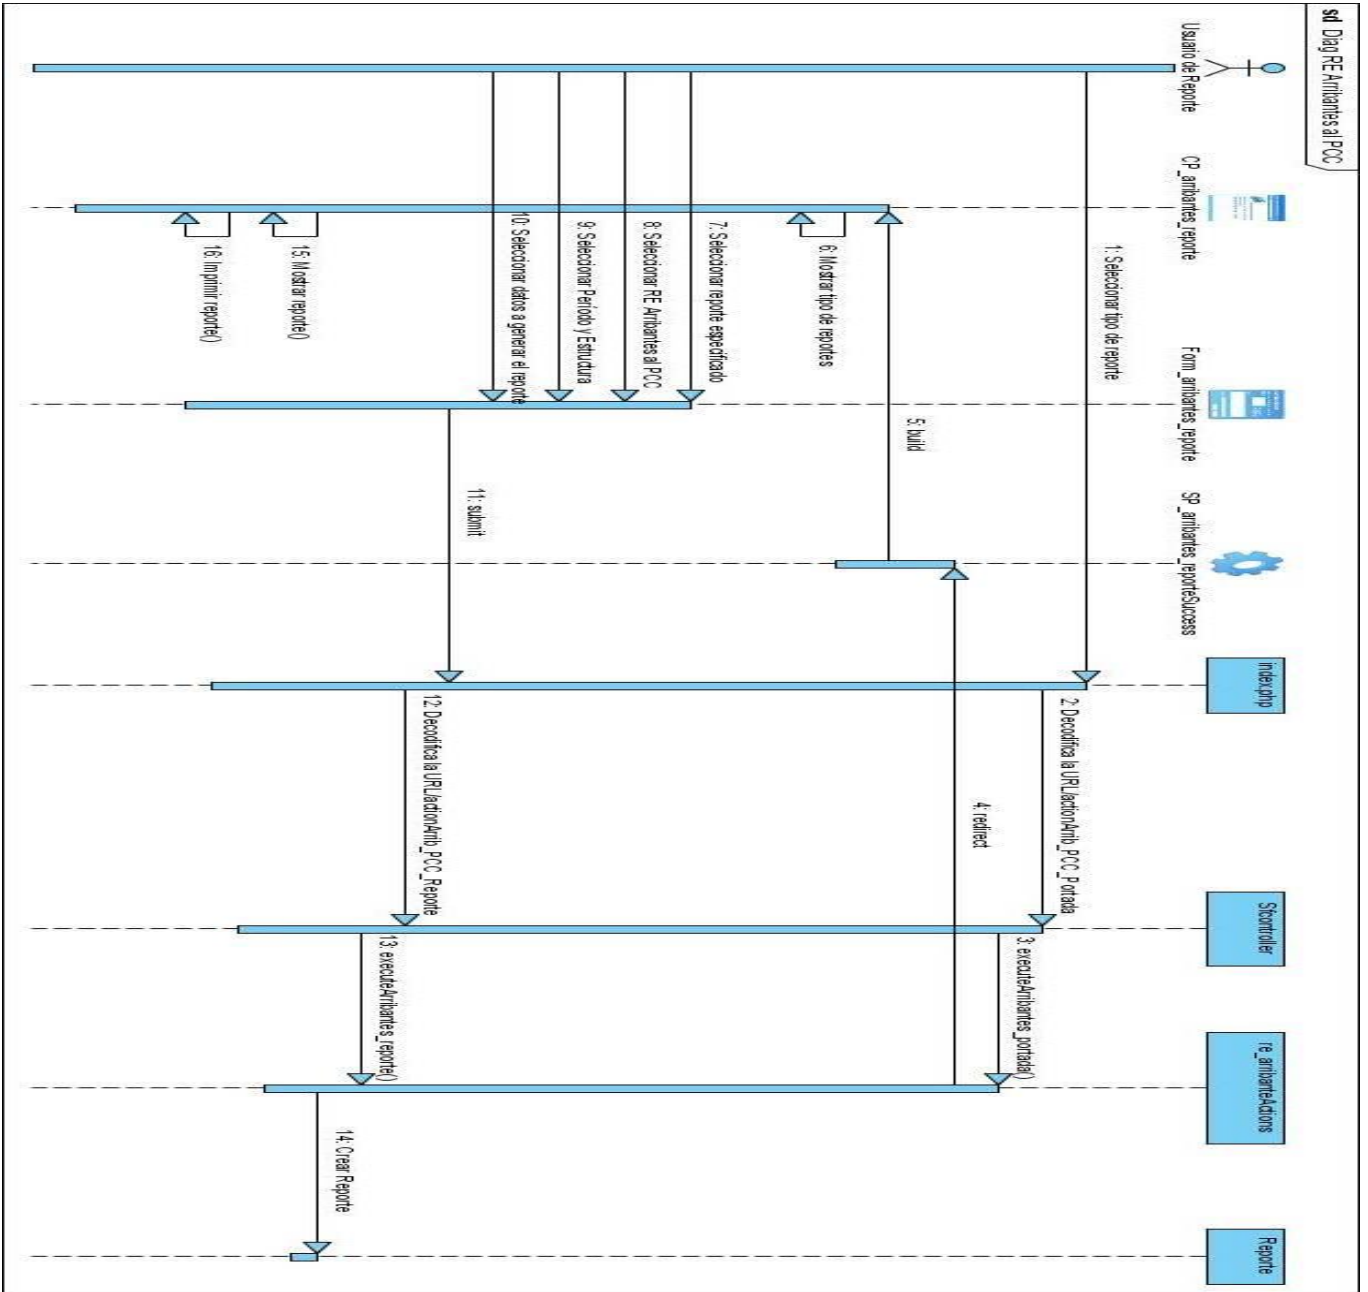 sd Diag RE Arribantes al PCC
Usuario de Reporte
CP_arribantes_reporte
Form_arribantes_reporte
SP_arribantes_reporteSuccess
index.php
Sfcontroller
re_arribanteActions
Reporte
1: Seleccionar tipo de reporte
2: Decodifica la URL/actionArrib_PCC_Portada
3: executeArribantes_portada()
4: redirect
5: build
6: Mostrar tipo de reportes
7: Seleccionar reporte especificado
8: Seleccionar RE Arribantes al PCC
9: Seleccionar Período y Estructura
10: Seleccionar datos a generar el reporte
11: submit
12: Decodifica la URL/actionArrib_PCC_Reporte
13: executeArribantes_reporte()
14: Crear Reporte
15: Mostrar reporte()
16: Imprimir reporte()